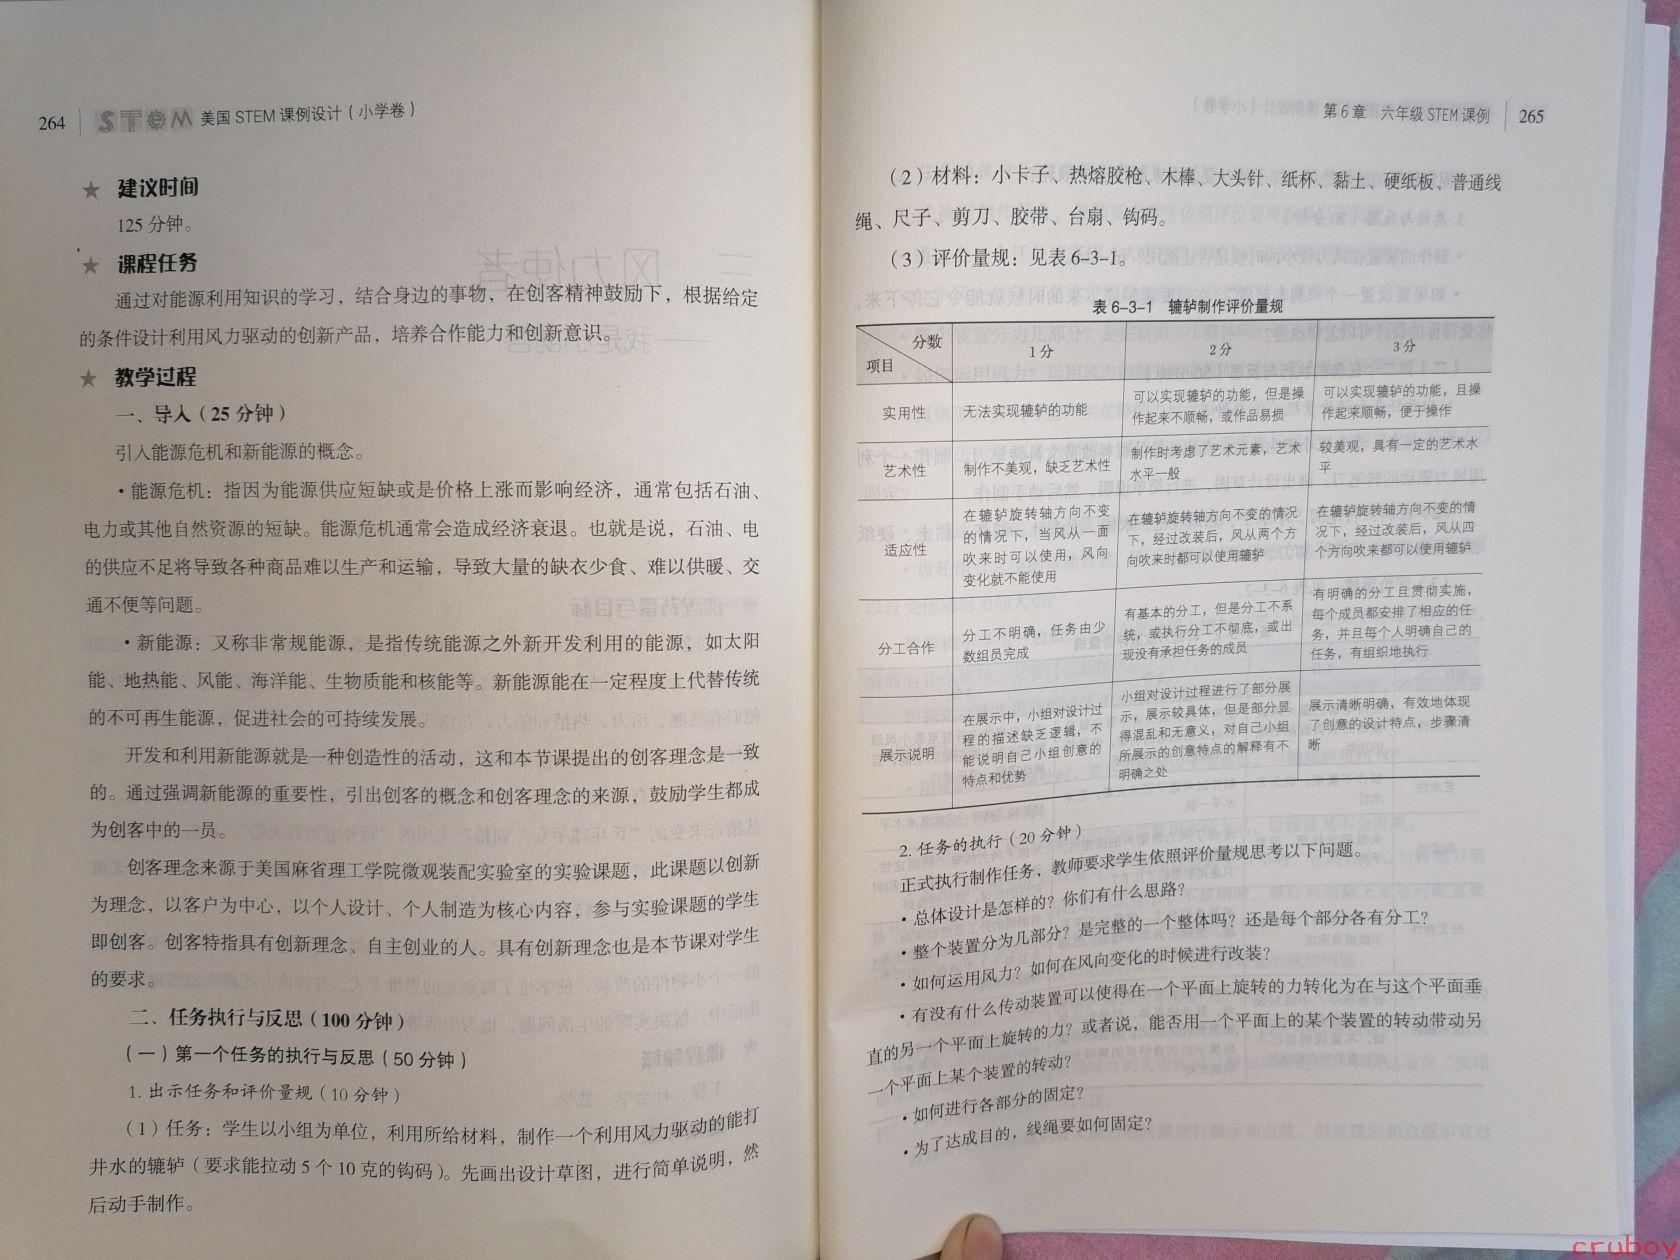 264 STEM 美国 STEM 课例设计（小学卷）
★ 建议时间
125 分钟。
★ 课程任务
通过对能源利用知识的学习，结合身边的事物，在创客精神鼓励下，根据给定
的条件设计利用风力驱动的创新产品，培养合作能力和创新意识。
★ 教学过程
一、导入（25 分钟）
引入能源危机和新能源的概念。
·能源危机：指因为能源供应短缺或是价格上涨而影响经济，通常包括石油、
电力或其他自然资源的短缺。能源危机通常会造成经济衰退。也就是说，石油、电
的供应不足将导致各种商品难以生产和运输，导致大量的缺衣少食、难以供暖、交
通不便等问题。
·新能源：又称非常规能源，是指传统能源之外新开发利用的能源，如太阳
能、地热能、风能、海洋能、生物质能和核能等。新能源能在一定程度上代替传统
的不可再生能源，促进社会的可持续发展。
开发和利用新能源就是一种创造性的活动，这和本节课提出的创客理念是一致
的。通过强调新能源的重要性，引出创客的概念和创客理念的来源，鼓励学生都成
为创客中的一员。
创客理念来源于美国麻省理工学院微观装配实验室的实验课题，此课题以创新
为理念，以客户为中心，以个人设计、个人制造为核心内容，参与实验课题的学生
即创客。创客特指具有创新理念、自主创业的人。具有创新理念也是本节课对学生
的要求。
二、任务执行与反思（100 分钟）
（一）第一个任务的执行与反思（50 分钟）
1. 出示任务和评价量规（10 分钟）
（1）任务：学生以小组为单位，利用所给材料，制作一个利用风力驱动的能打
井水的辘轳（要求能拉动 5 个 10 克的钩码）。先画出设计草图，进行简单说明，然
后动手制作。
第 6 章 六年级 STEM 课例 265
（2）材料：小卡子、热熔胶枪、木棒、大头针、纸杯、黏土、硬纸板、普通线
绳、尺子、剪刀、胶带、台扇、钩码。
（3）评价量规：见表 6-3-1。
表 6-3-1 辘轳制作评价量规
分数
项目
1 分
2 分
3 分
实用性
无法实现辘轳的功能
可以实现辘轳的功能，但是操
作起来不顺畅，或作品易损
可以实现辘轳的功能，且操
作起来顺畅，便于操作
艺术性
制作不美观，缺乏艺术性
制作时考虑了艺术元素，艺术
水平一般
较美观，具有一定的艺术水
平
适应性
在辘轳旋转轴方向不变
的情况下，当风从一面
吹来时可以使用，风向
变化就不能使用
在辘轳旋转轴方向不变的情况
下，经过改装后，风从两个方
向吹来时都可以使用辘轳
在辘轳旋转轴方向不变的情
况下，经过改装后，风从四
个方向吹来都可以使用辘轳
分工合作
分工不明确，任务由少
数组员完成
有基本的分工，但是分工不系
统，或执行分工不彻底，或出
现没有承担任务的成员
有明确的分工且贯彻实施，
每个成员都安排了相应的任
务，并且每个人明确自己的
任务，有组织地执行
展示说明
在展示中，小组对设计过
程的描述缺乏逻辑，不
能说明自己小组创意的
特点和优势
小组对设计过程进行了部分展
示，展示较具体，但是部分显
得混乱和无意义，对自己小组
所展示的创意特点的解释有不
明确之处
展示清晰明确，有效地体现
了创意的设计特点，步骤清
晰
2. 任务的执行（20 分钟）
正式执行制作任务，教师要求学生依照评价量规思考以下问题。
·总体设计是怎样的？你们有什么思路？
·整个装置分为几部分？是完整的一个整体吗？还是每个部分各有分工？
·如何运用风力？如何在风向变化的时候进行改装？
·有没有什么传动装置可以使得在一个平面上旋转的力转化为在与这个平面垂
直的另一个平面上旋转的力？或者说，能否用一个平面上的某个装置的转动带动另
一个平面上某个装置的转动？
·如何进行各部分的固定？
·为了达成目的，线绳要如何固定？
cruboy